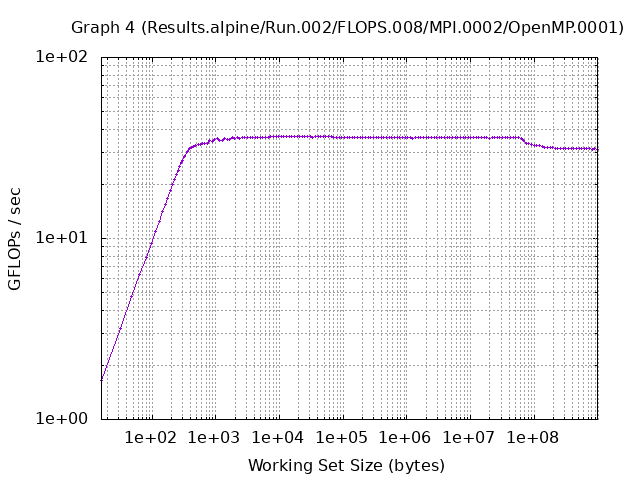 Graph 4 (Results.alpine/Run.002/FLOPS.008/MPI.0002/OpenMP.0001)
1e+02
1e+01
1e+00
GFLOPs / sec
1e+02 1e+03 1e+04 1e+05 1e+06 1e+07 1e+08
Working Set Size (bytes)